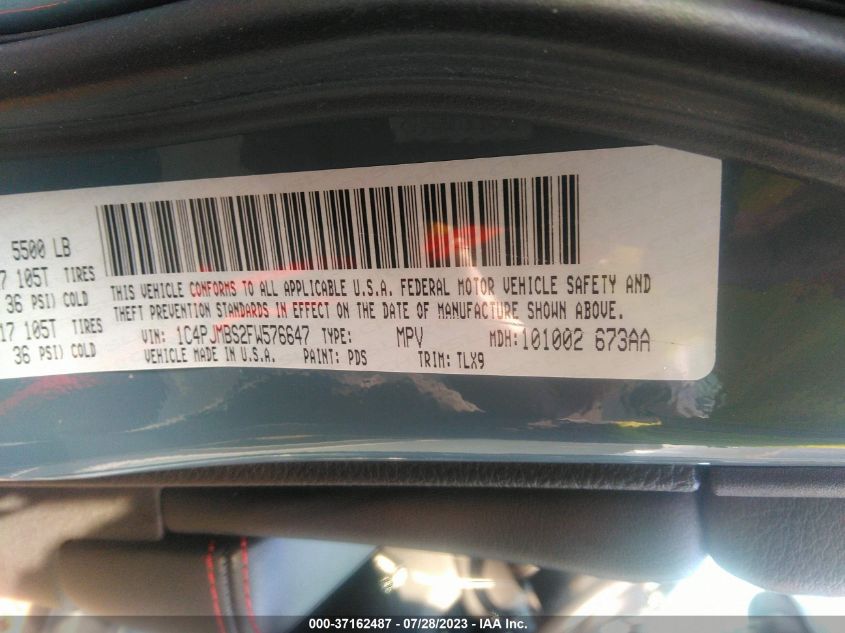 5500 LB
7 105T TIRES
36 PSI) COLD
17 105T TIRES
36 PSI) COLD
THIS VEHICLE CONFORMS TO ALL APPLICABLE U.S.A. FEDERAL MOTOR VEHICLE SAFETY AND
THEFT PREVENTION STANDARDS IN EFFECT ON THE DATE OF MANUFACTURE SHOWN ABOVE.
VIN: 1C4PJMBS2FW576647 TYPE: MPV MDH: 101002 673AA
VEHICLE MADE IN U.S.A. PAINT: PDS TRIM: TLX9
000-37162487 - 07/28/2023 - IAA Inc.